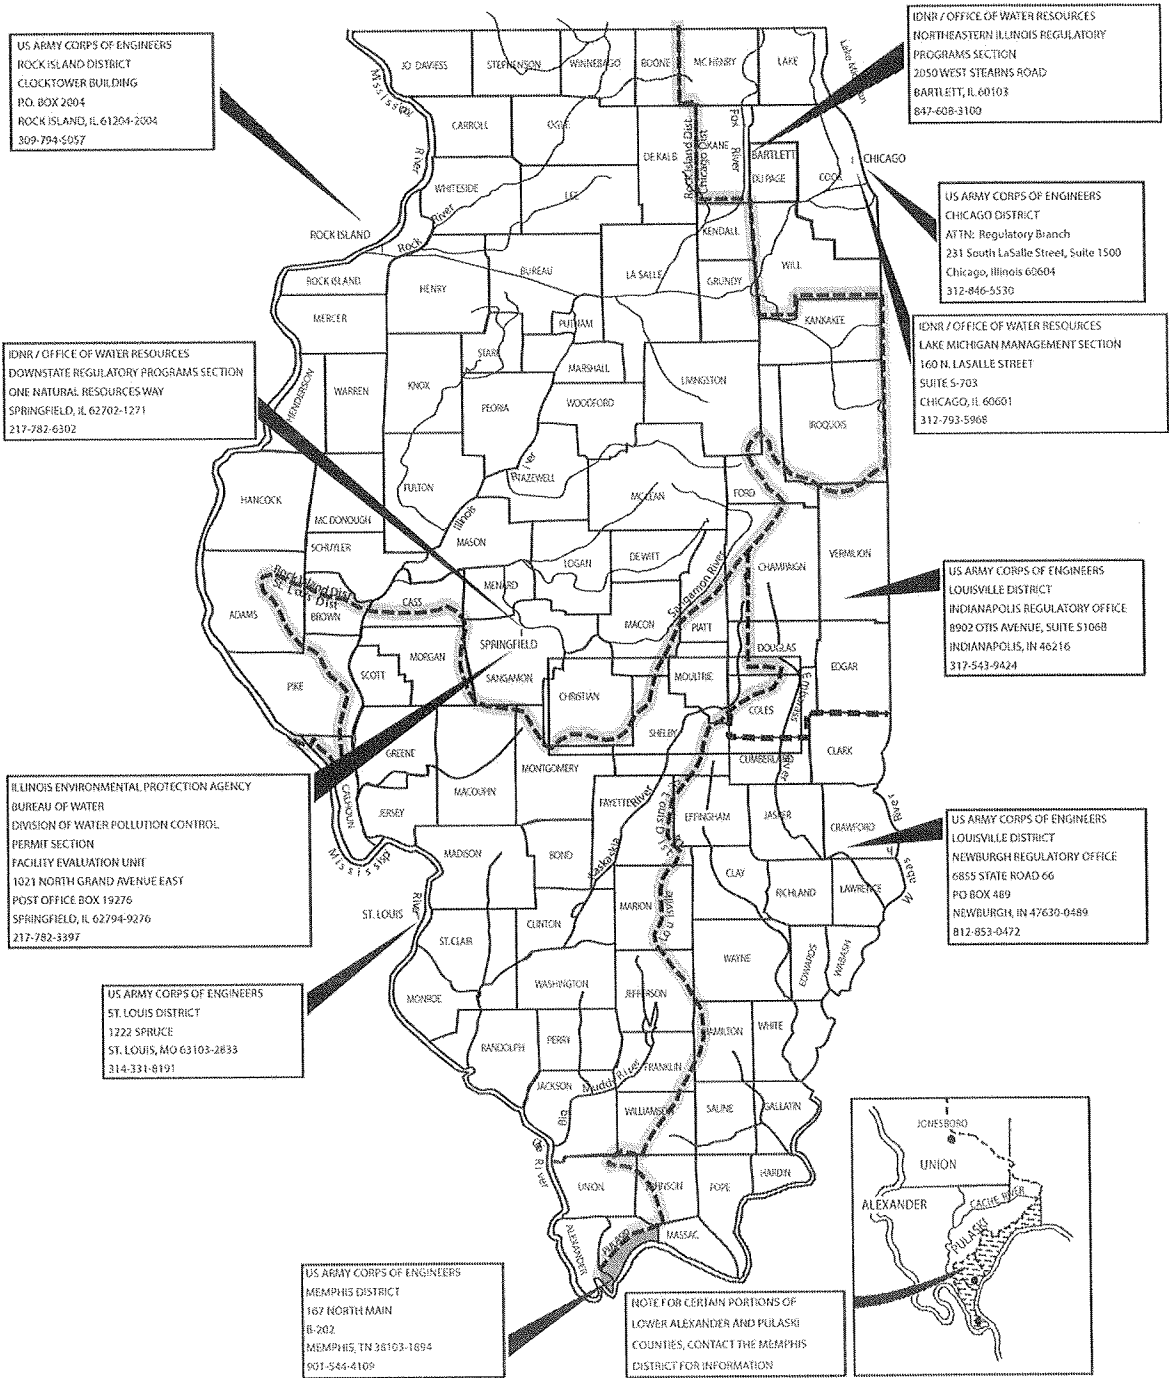 US ARMY CORPS OF ENGINEERS
ROCK ISLAND DISTRICT
CLOCKTOWER BUILDING
P.O. BOX 2004
ROCK ISLAND, IL 61204-2004
309-794-5057
IDNR / OFFICE OF WATER RESOURCES
NORTHEASTERN ILLINOIS REGULATORY
PROGRAMS SECTION
2050 WEST STEARNS ROAD
BARTLETT, IL 60103
847-608-3100
US ARMY CORPS OF ENGINEERS
CHICAGO DISTRICT
ATTN: Regulatory Branch
231 South LaSalle Street, Suite 1500
Chicago, Illinois 60604
312-846-5530
IDNR / OFFICE OF WATER RESOURCES
LAKE MICHIGAN MANAGEMENT SECTION
160 N. LASALLE STREET
SUITE S-703
CHICAGO, IL 60601
312-793-5968
IDNR / OFFICE OF WATER RESOURCES
DOWNSTATE REGULATORY PROGRAMS SECTION
ONE NATURAL RESOURCES WAY
SPRINGFIELD, IL 62702-1271
217-782-6302
US ARMY CORPS OF ENGINEERS
LOUISVILLE DISTRICT
INDIANAPOLIS REGULATORY OFFICE
8902 OTIS AVENUE, SUITE S106B
INDIANAPOLIS, IN 46216
317-543-9424
ILLINOIS ENVIRONMENTAL PROTECTION AGENCY
BUREAU OF WATER
DIVISION OF WATER POLLUTION CONTROL
PERMIT SECTION
FACILITY EVALUATION UNIT
1021 NORTH GRAND AVENUE EAST
POST OFFICE BOX 19276
SPRINGFIELD, IL 62794-9276
217-782-3397
US ARMY CORPS OF ENGINEERS
LOUISVILLE DISTRICT
NEWBURGH REGULATORY OFFICE
6855 STATE ROAD 66
PO BOX 489
NEWBURGH, IN 47630-0489
812-853-0472
US ARMY CORPS OF ENGINEERS
ST. LOUIS DISTRICT
1222 SPRUCE
ST. LOUIS, MO 63103-2833
314-331-8191
US ARMY CORPS OF ENGINEERS
MEMPHIS DISTRICT
167 NORTH MAIN
B-202
MEMPHIS, TN 38103-1894
901-544-4109
NOTE FOR CERTAIN PORTIONS OF
LOWER ALEXANDER AND PULASKI
COUNTIES, CONTACT THE MEMPHIS
DISTRICT FOR INFORMATION
JO DAVIESS
STEPHENSON
WINNEBAGO
BOONE
MC HENRY
LAKE
CARROLL
OGLE
DE KALB
KANE
Fox
River
Rock Island Dist
Chicago Dist
BARTLETT
DU PAGE
COOK
CHICAGO
WHITESIDE
LEE
ROCK ISLAND
Rock
River
KENDALL
WILL
ROCK ISLAND
HENRY
BUREAU
LA SALLE
GRUNDY
MERCER
PUTNAM
KANKAKEE
STARK
MARSHALL
HENDERSON
WARREN
KNOX
PEORIA
WOODFORD
LIVINGSTON
IROQUOIS
HANCOCK
MC DONOUGH
FULTON
TAZEWELL
MC LEAN
FORD
Illinois
River
SCHUYLER
MASON
LOGAN
DE WITT
CHAMPAIGN
VERMILION
Rock Island Dist
St. Louis Dist
ADAMS
BROWN
CASS
MENARD
Sangamon River
MACON
PIATT
SPRINGFIELD
DOUGLAS
EDGAR
PIKE
SCOTT
MORGAN
SANGAMON
CHRISTIAN
MOULTRIE
COLES
SHELBY
GREENE
MONTGOMERY
CUMBERLAND
CLARK
CALHOUN
JERSEY
MACOUPIN
FAYETTE
EFFINGHAM
JASPER
CRAWFORD
MADISON
BOND
Kaskaskia
River
CLAY
RICHLAND
LAWRENCE
MARION
ST. LOUIS
River
CLINTON
ST. CLAIR
WAYNE
EDWARDS
WABASH
WASHINGTON
JEFFERSON
MONROE
RANDOLPH
PERRY
HAMILTON
WHITE
FRANKLIN
JACKSON
Big
Muddy River
WILLIAMSON
SALINE
GALLATIN
UNION
JOHNSON
POPE
HARDIN
ALEXANDER
PULASKI
MASSAC
JONESBORO
UNION
ALEXANDER
CACHE RIVER
PULASKI